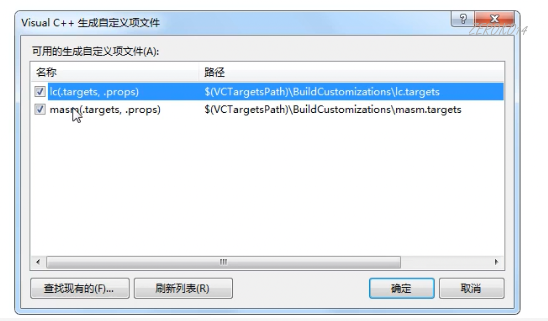 Visual C++ 生成自定义项文件
可用的生成自定义项文件(A):
名称 路径
lc(.targets, .props) $(VCTargetsPath)\BuildCustomizations\lc.targets
masm(.targets, .props) $(VCTargetsPath)\BuildCustomizations\masm.targets
查找现有的(F)... 刷新列表(R) 确定 取消